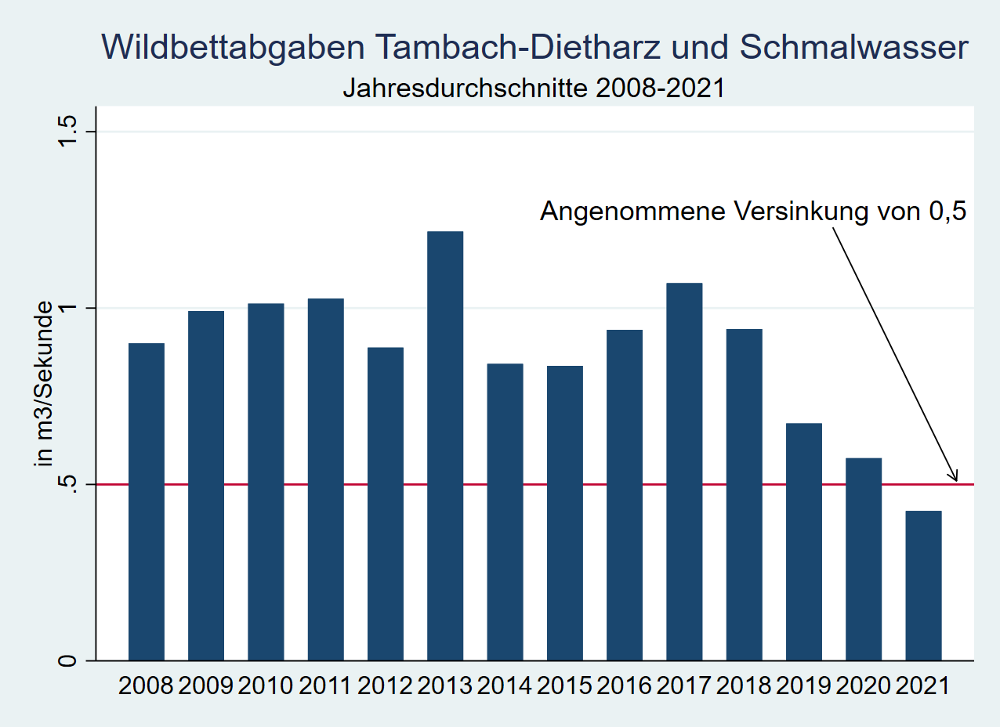 Wildbettabgaben Tambach-Dietharz und Schmalwasser
Jahresdurchschnitte 2008-2021
1.5
Angenommene Versinkung von 0,5
1
in m3/Sekunde
.5
0
2008 2009 2010 2011 2012 2013 2014 2015 2016 2017 2018 2019 2020 2021